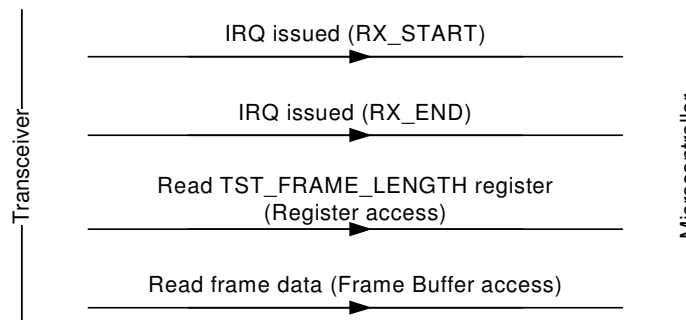 IRQ issued (RX_START)
IRQ issued (RX_END)
Transceiver
Read TST_FRAME_LENGTH register
(Register access)
Read frame data (Frame Buffer access)